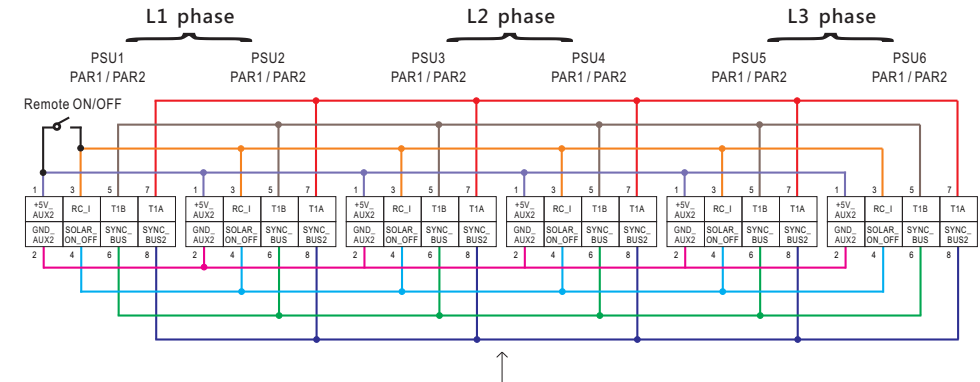 L1 phase L2 phase L3 phase
PSU1 PSU2 PSU3 PSU4 PSU5 PSU6
PAR1 / PAR2 PAR1 / PAR2 PAR1 / PAR2 PAR1 / PAR2 PAR1 / PAR2 PAR1 / PAR2
Remote ON/OFF
1 3 5 7 1 3 5 7 1 3 5 7 1 3 5 7 1 3 5 7 1 3 5 7
+5V_ RC_I T1B T1A +5V_ RC_I T1B T1A +5V_ RC_I T1B T1A +5V_ RC_I T1B T1A +5V_ RC_I T1B T1A +5V_ RC_I T1B T1A
AUX2 AUX2 AUX2 AUX2 AUX2 AUX2
GND_ SOLAR_ SYNC_ SYNC_ GND_ SOLAR_ SYNC_ SYNC_ GND_ SOLAR_ SYNC_ SYNC_ GND_ SOLAR_ SYNC_ SYNC_ GND_ SOLAR_ SYNC_ SYNC_ GND_ SOLAR_ SYNC_ SYNC_
AUX2 ON_OFF BUS BUS2 AUX2 ON_OFF BUS BUS2 AUX2 ON_OFF BUS BUS2 AUX2 ON_OFF BUS BUS2 AUX2 ON_OFF BUS BUS2 AUX2 ON_OFF BUS BUS2
2 4 6 8 2 4 6 8 2 4 6 8 2 4 6 8 2 4 6 8 2 4 6 8